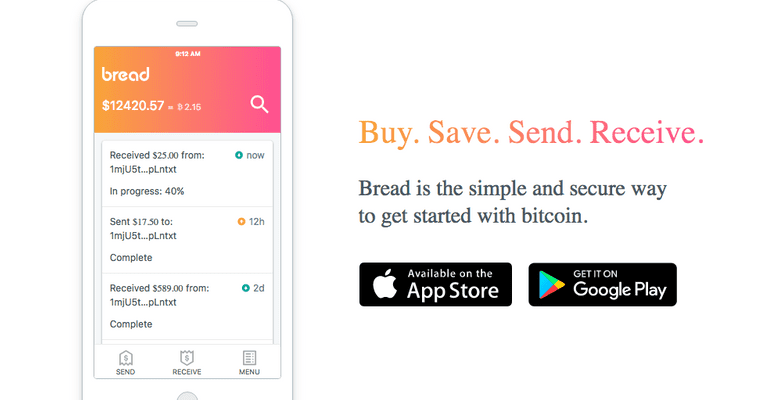 9:12 AM
bread
$12420.57 = ₿ 2.15
Received $25.00 from: now
1mjU5t...pLntxt
In progress: 40%
Sent $17.50 to: 12h
1mjU5t...pLntxt
Complete
Received $589.00 from: 2d
1mjU5t...pLntxt
Complete
SEND RECEIVE MENU
Buy. Save. Send. Receive.
Bread is the simple and secure way
to get started with bitcoin.
Available on the
App Store
GET IT ON
Google Play